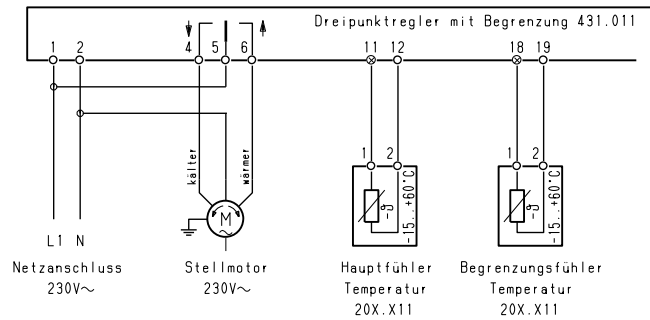 Dreipunktregler mit Begrenzung 431.011
1 2 4 5 6 11 12 18 19
kälter wärmer
1 2 1 2
-ϑ -15...+60°C -ϑ -15...+60°C
M
~
L1 N
Netzanschluss Stellmotor Hauptfühler Begrenzungsfühler
230V~ 230V~ Temperatur Temperatur
20X.X11 20X.X11